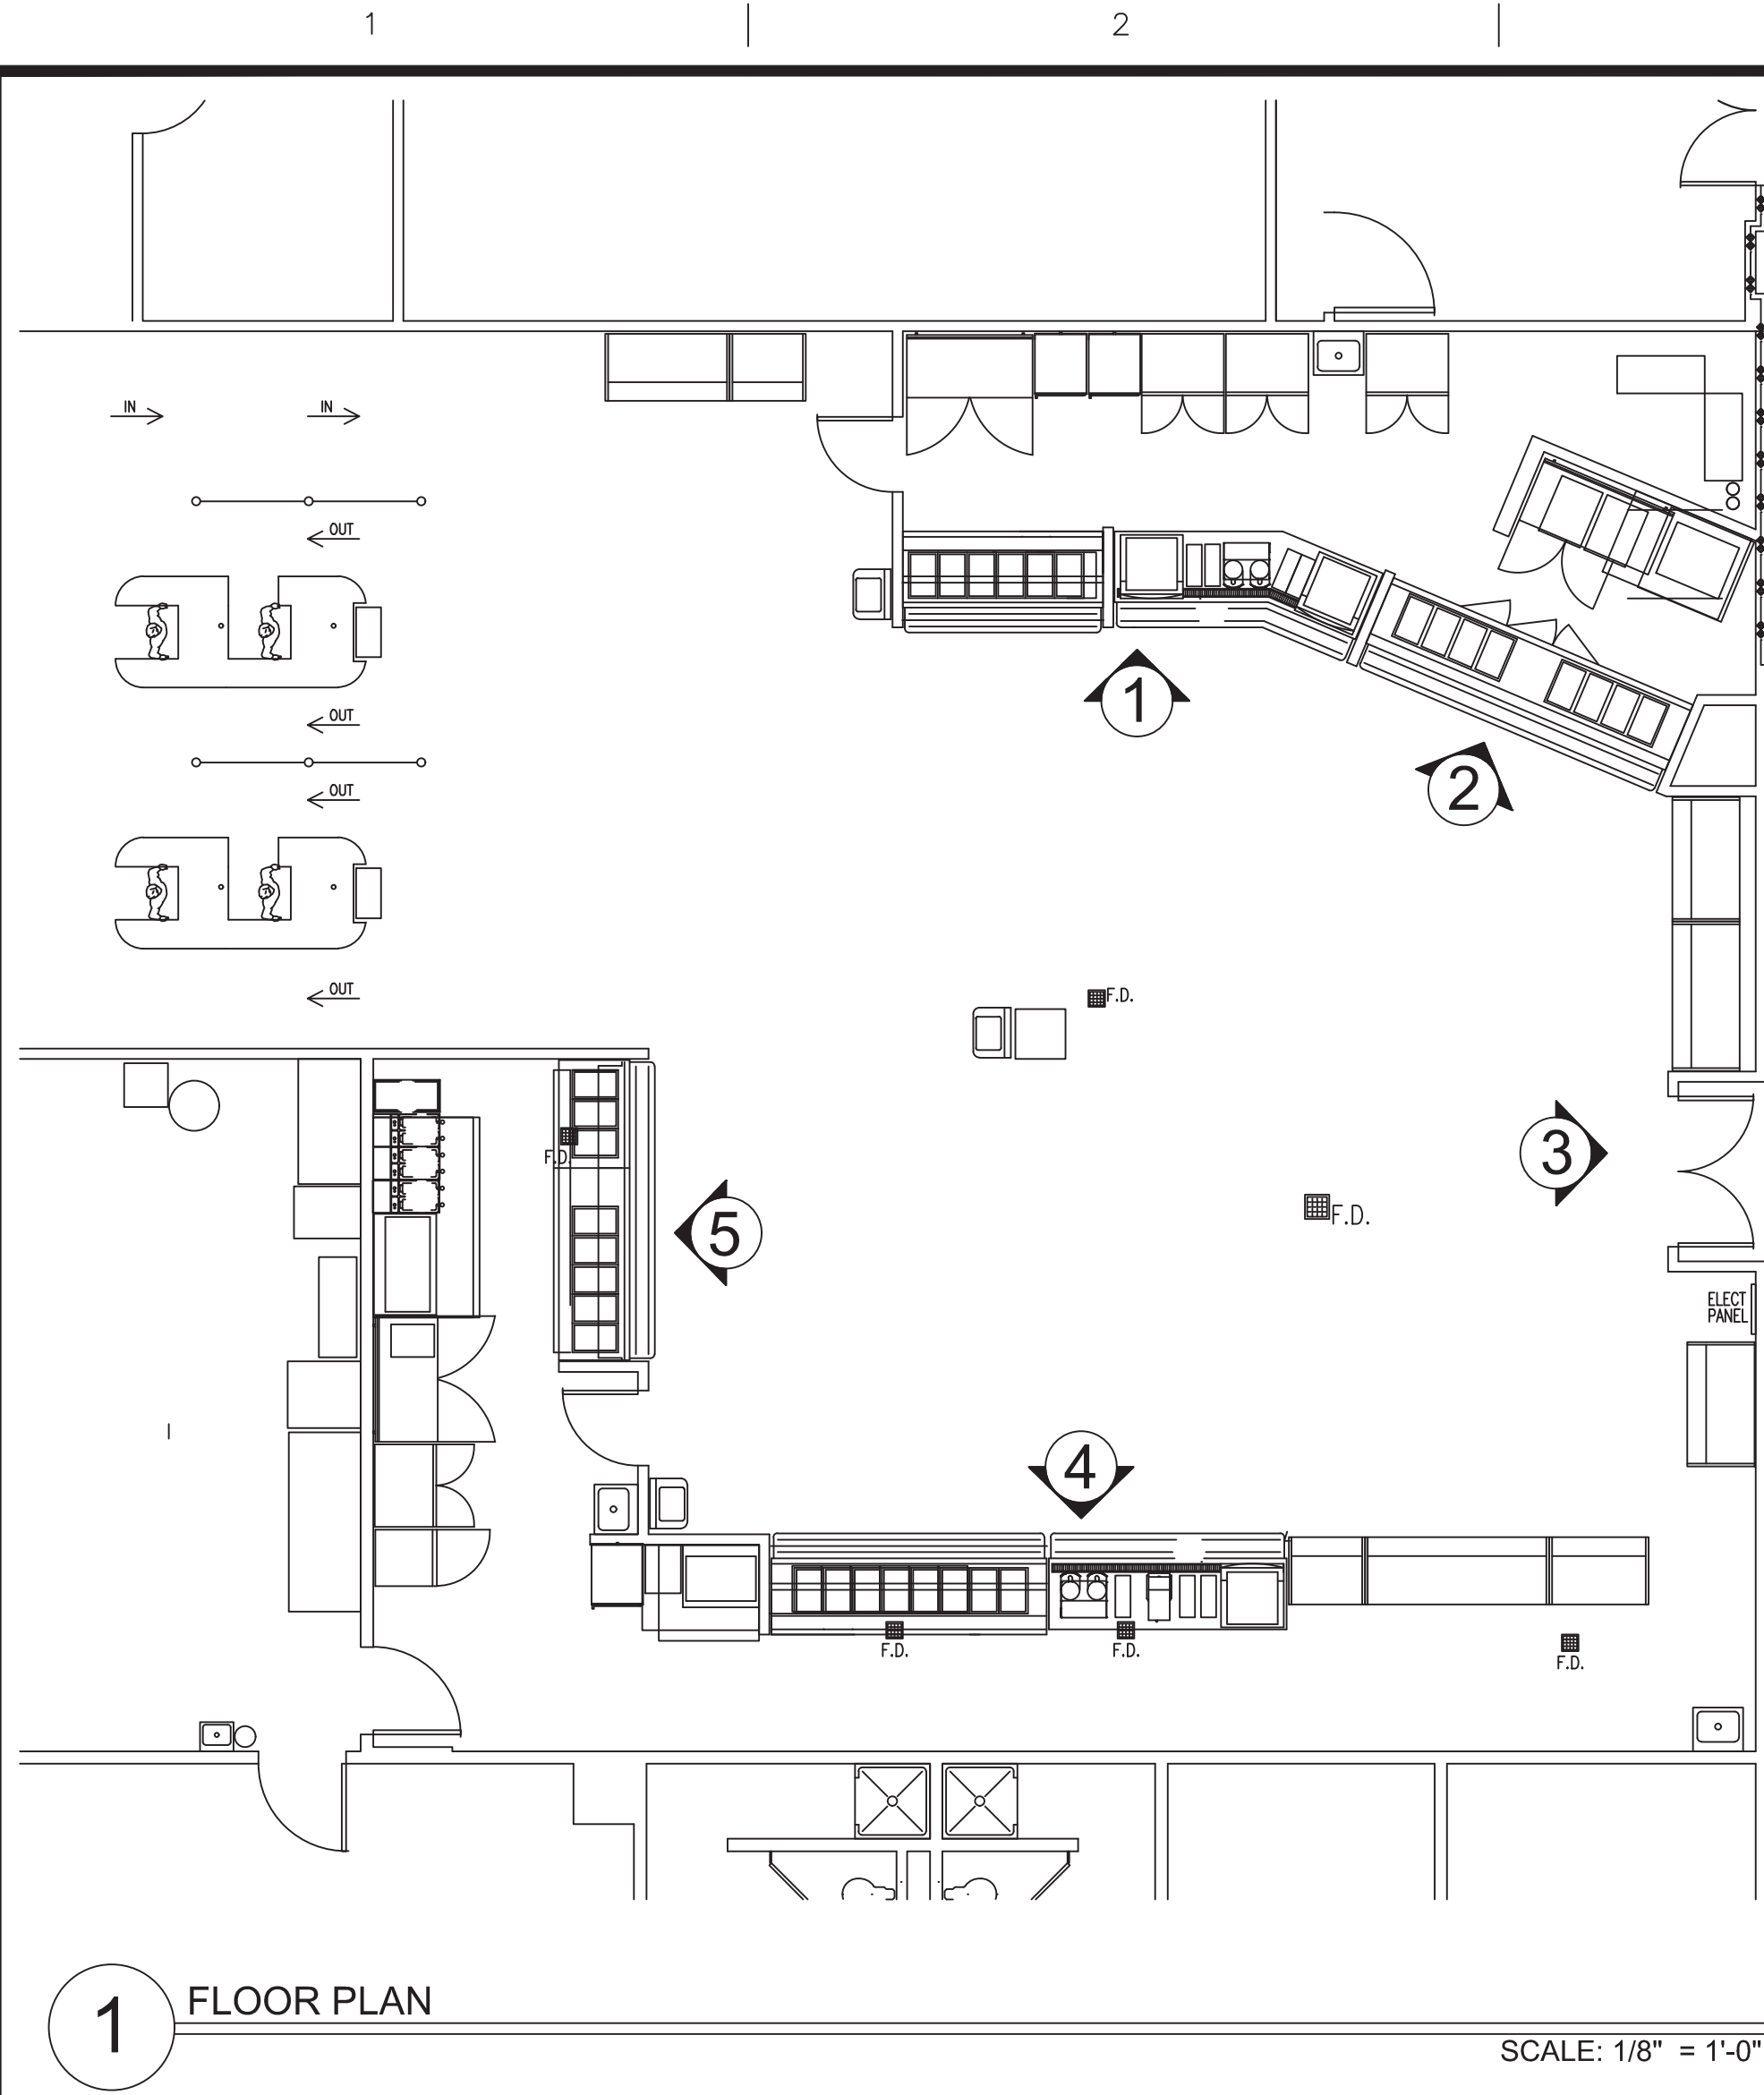 1 2
IN IN
OUT
1
OUT
2
OUT
OUT
F.D.
3
F.D.
5
F.D.
ELECT
PANEL
4
F.D. F.D. F.D.
1 FLOOR PLAN
SCALE: 1/8" = 1'-0"